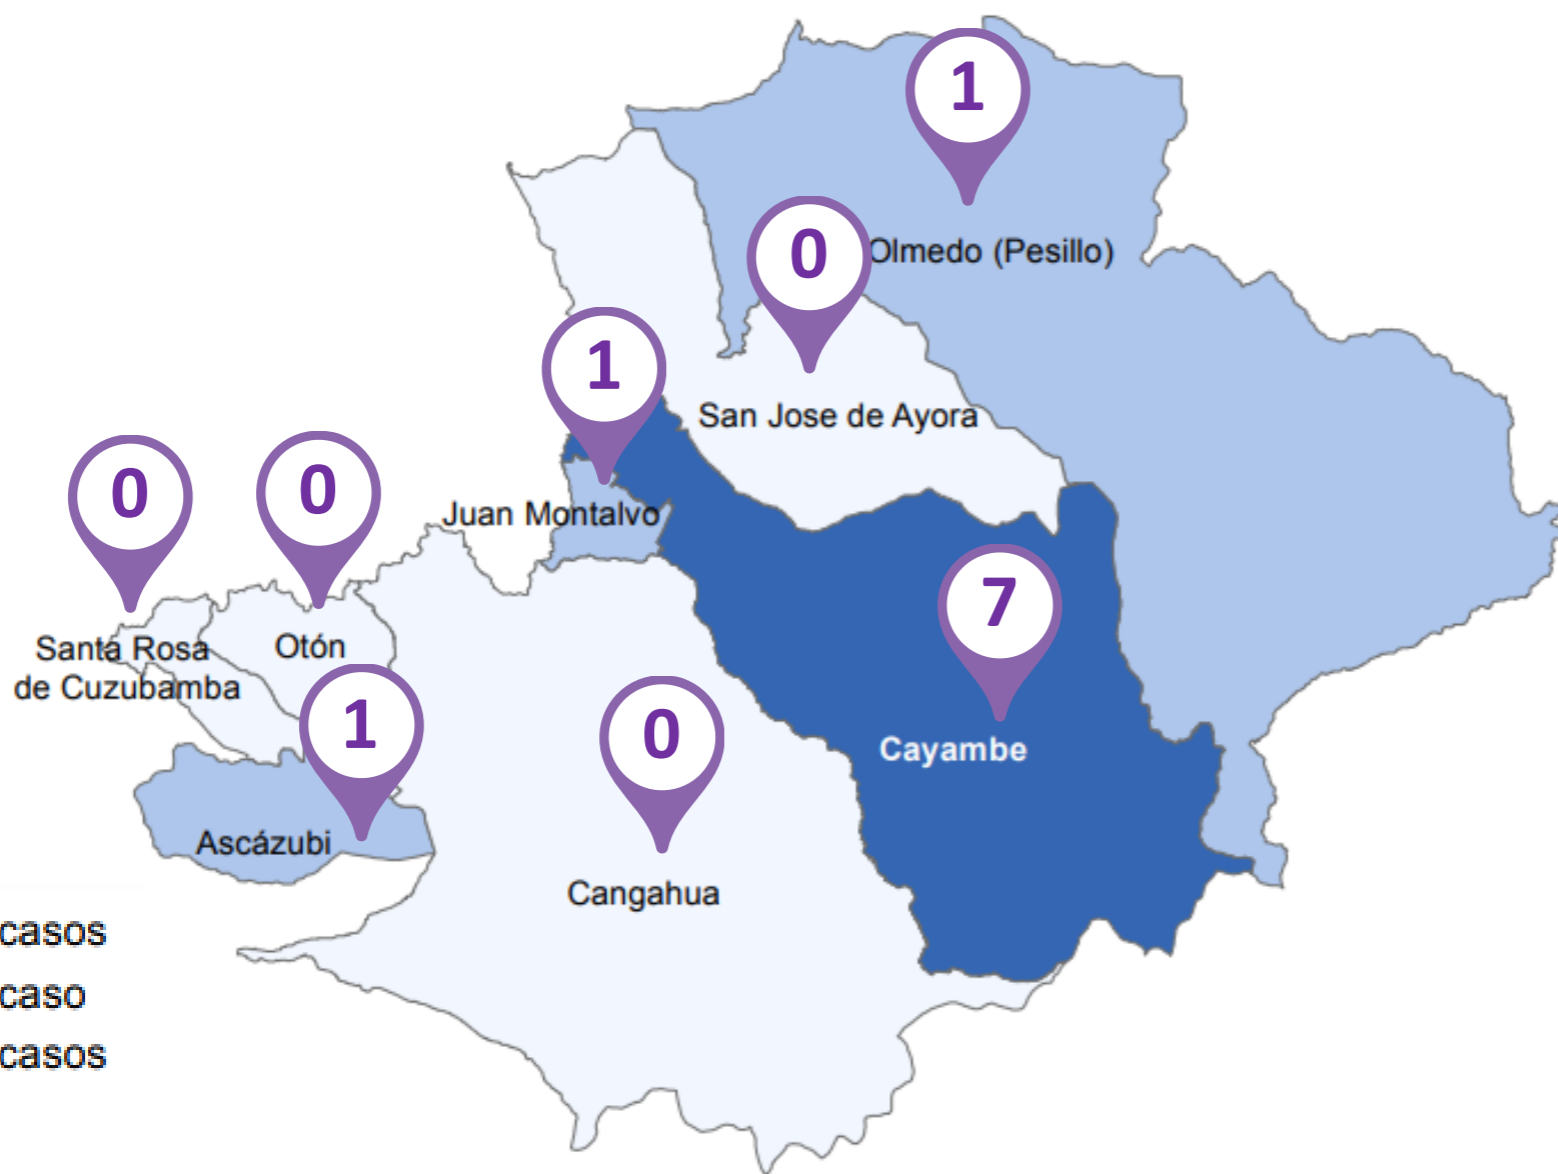 1
Olmedo (Pesillo)
0
San Jose de Ayora
1
Juan Montalvo
0
Santa Rosa
de Cuzubamba
0
Otón
7
Cayambe
1
Ascázubi
0
Cangahua
casos
caso
casos